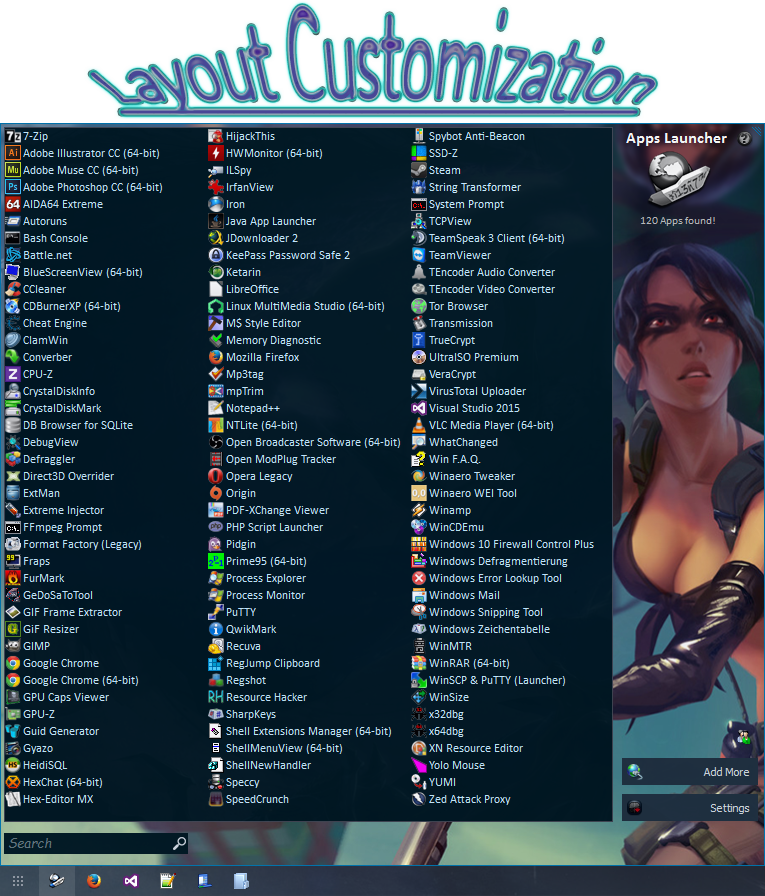 Layout Customization
7-Zip
Adobe Illustrator CC (64-bit)
Adobe Muse CC (64-bit)
Adobe Photoshop CC (64-bit)
AIDA64 Extreme
Autoruns
Bash Console
Battle.net
BlueScreenView (64-bit)
CCleaner
CDBurnerXP (64-bit)
Cheat Engine
ClamWin
Converber
CPU-Z
CrystalDiskInfo
CrystalDiskMark
DB Browser for SQLite
DebugView
Defraggler
Direct3D Overrider
ExtMan
Extreme Injector
FFmpeg Prompt
Format Factory (Legacy)
Fraps
FurMark
GeDoSaToTool
GIF Frame Extractor
GiF Resizer
GIMP
Google Chrome
Google Chrome (64-bit)
GPU Caps Viewer
GPU-Z
Guid Generator
Gyazo
HeidiSQL
HexChat (64-bit)
Hex-Editor MX
HijackThis
HWMonitor (64-bit)
ILSpy
IrfanView
Iron
Java App Launcher
JDownloader 2
KeePass Password Safe 2
Ketarin
LibreOffice
Linux MultiMedia Studio (64-bit)
MS Style Editor
Memory Diagnostic
Mozilla Firefox
Mp3tag
mpTrim
Notepad++
NTLite (64-bit)
Open Broadcaster Software (64-bit)
Open ModPlug Tracker
Opera Legacy
Origin
PDF-XChange Viewer
PHP Script Launcher
Pidgin
Prime95 (64-bit)
Process Explorer
Process Monitor
PuTTY
QwikMark
Recuva
RegJump Clipboard
Regshot
Resource Hacker
SharpKeys
Shell Extensions Manager (64-bit)
ShellMenuView (64-bit)
ShellNewHandler
Speccy
SpeedCrunch
Spybot Anti-Beacon
SSD-Z
Steam
String Transformer
System Prompt
TCPView
TeamSpeak 3 Client (64-bit)
TeamViewer
TEncoder Audio Converter
TEncoder Video Converter
Tor Browser
Transmission
TrueCrypt
UltraISO Premium
VeraCrypt
VirusTotal Uploader
Visual Studio 2015
VLC Media Player (64-bit)
WhatChanged
Win F.A.Q.
Winaero Tweaker
Winaero WEI Tool
Winamp
WinCDEmu
Windows 10 Firewall Control Plus
Windows Defragmentierung
Windows Error Lookup Tool
Windows Mail
Windows Snipping Tool
Windows Zeichentabelle
WinMTR
WinRAR (64-bit)
WinSCP & PuTTY (Launcher)
WinSize
x32dbg
x64dbg
XN Resource Editor
Yolo Mouse
YUMI
Zed Attack Proxy
Apps Launcher
120 Apps found!
Add More
Settings
Search